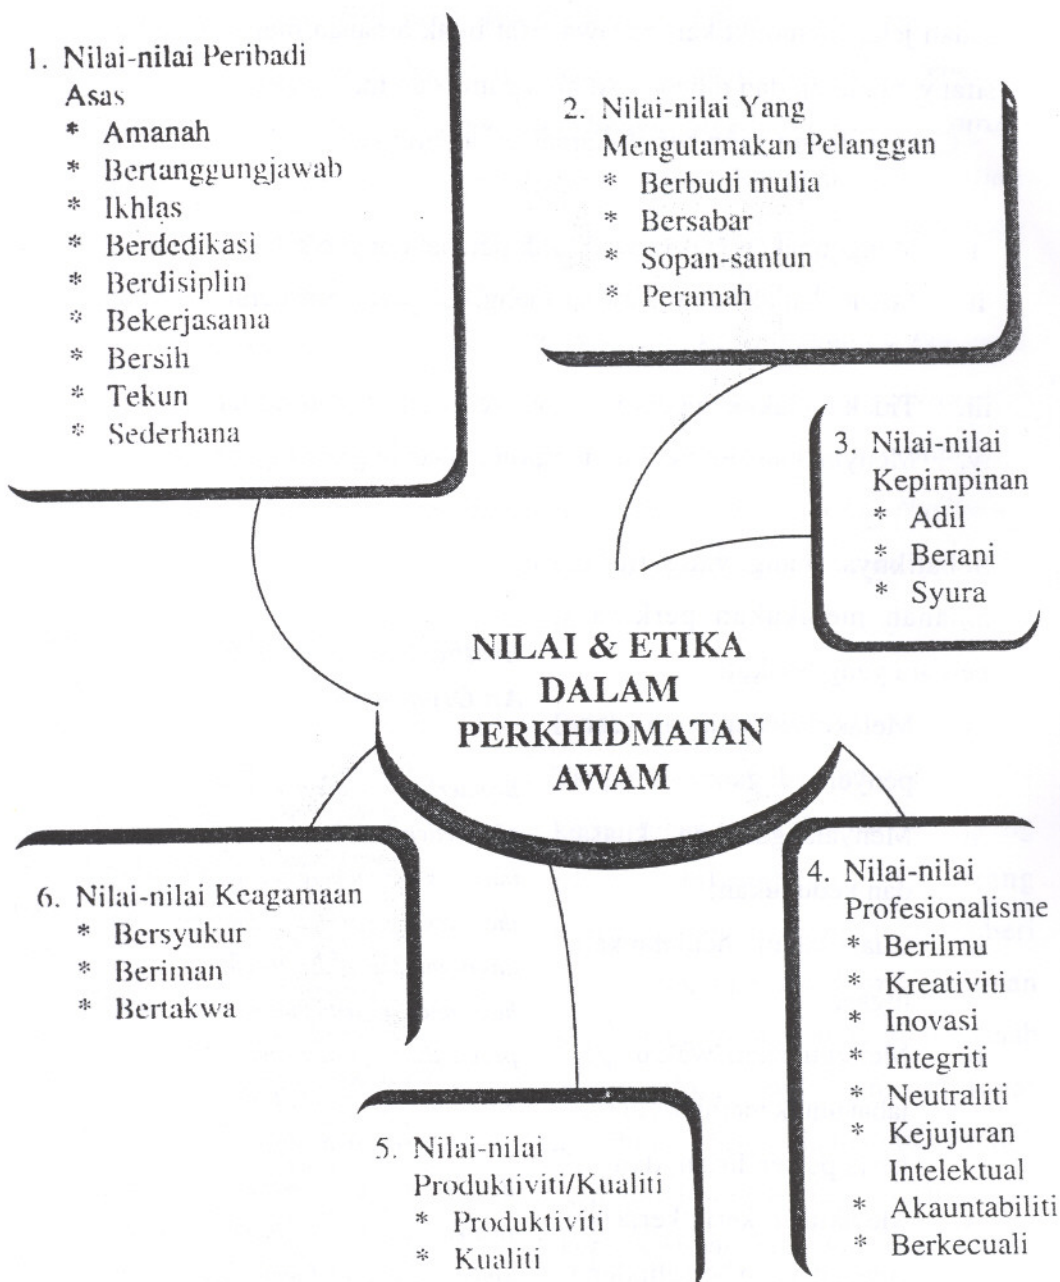 1. Nilai-nilai Peribadi
Asas
* Amanah
* Bertanggungjawab
* Ikhlas
* Berdedikasi
* Berdisiplin
* Bekerjasama
* Bersih
* Tekun
* Sederhana
2. Nilai-nilai Yang
Mengutamakan Pelanggan
* Berbudi mulia
* Bersabar
* Sopan-santun
* Peramah
3. Nilai-nilai
Kepimpinan
* Adil
* Berani
* Syura
NILAI & ETIKA
DALAM
PERKHIDMATAN
AWAM
4. Nilai-nilai
Profesionalisme
* Berilmu
* Kreativiti
* Inovasi
* Integriti
* Neutraliti
* Kejujuran
Intelektual
* Akauntabiliti
* Berkecuali
5. Nilai-nilai
Produktiviti/Kualiti
* Produktiviti
* Kualiti
6. Nilai-nilai Keagamaan
* Bersyukur
* Beriman
* Bertakwa